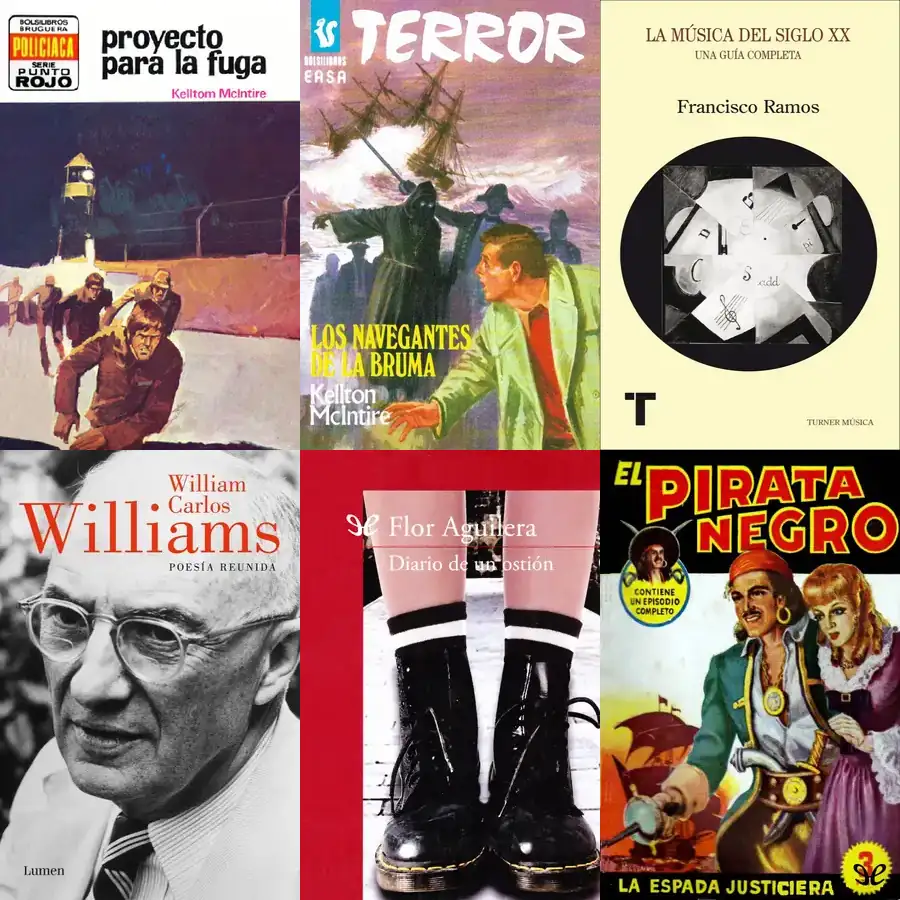 BOLSILIBROS
BRUGUERA
POLICIACA
SERIE
PUNTO
ROJO
proyecto
para la fuga
Kelltom McIntire
BOLSILIBROS
EASA
TERROR
LOS NAVEGANTES
DE LA BRUMA
Kellton
McIntire
LA MÚSICA DEL SIGLO XX
UNA GUÍA COMPLETA
Francisco Ramos
TURNER MÚSICA
William
Carlos
Williams
POESÍA REUNIDA
Lumen
Flor Aguilera
Diario de un ostión
EL
PIRATA
NEGRO
CONTIENE
UN EPISODIO
COMPLETO
LA ESPADA JUSTICIERA
3